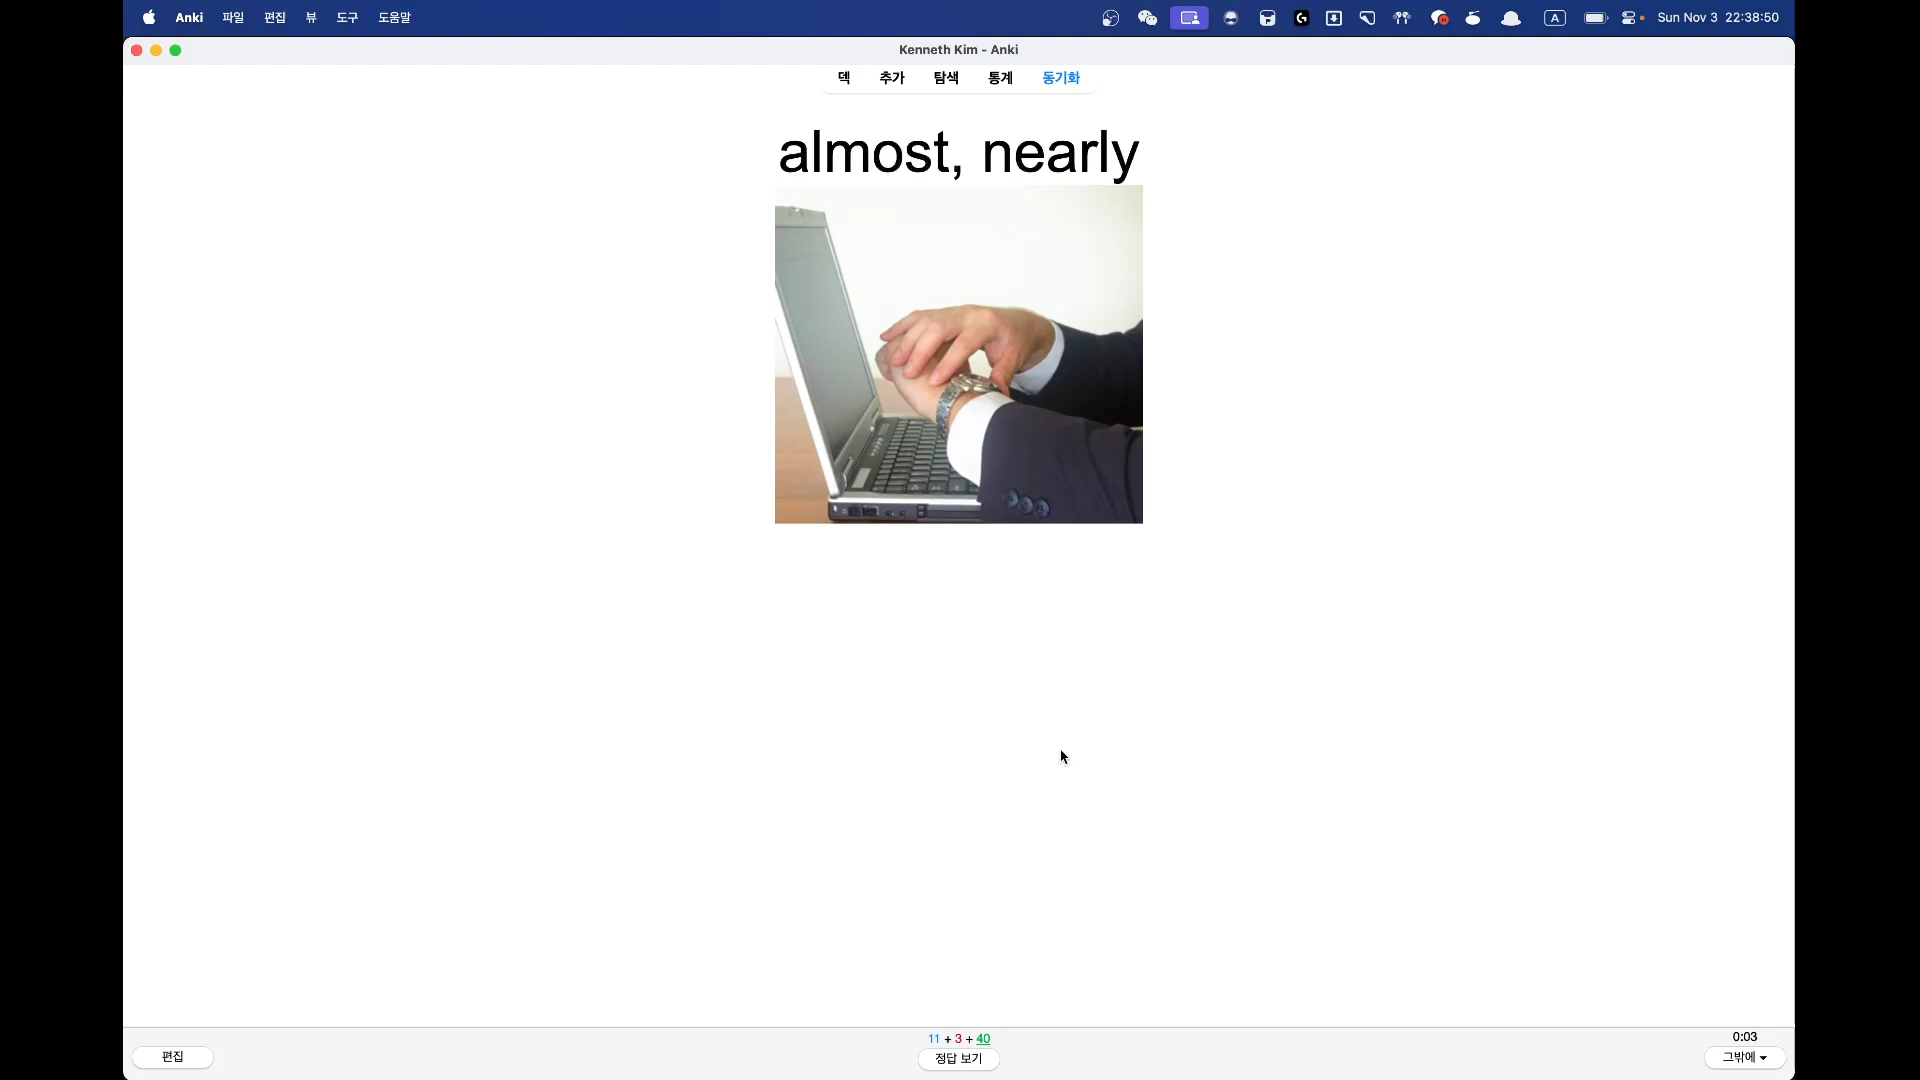 Anki 파일 편집 뷰 도구 도움말 A Sun Nov 3 22:38:50
Kenneth Kim - Anki
덱 추가 탐색 통계 동기화
almost, nearly
11 + 3 + 40
0:03
편집
정답 보기
그밖에